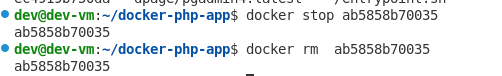 dev@dev-vm:~/docker-php-app$ docker stop ab5858b70035
ab5858b70035
dev@dev-vm:~/docker-php-app$ docker rm  ab5858b70035
ab5858b70035